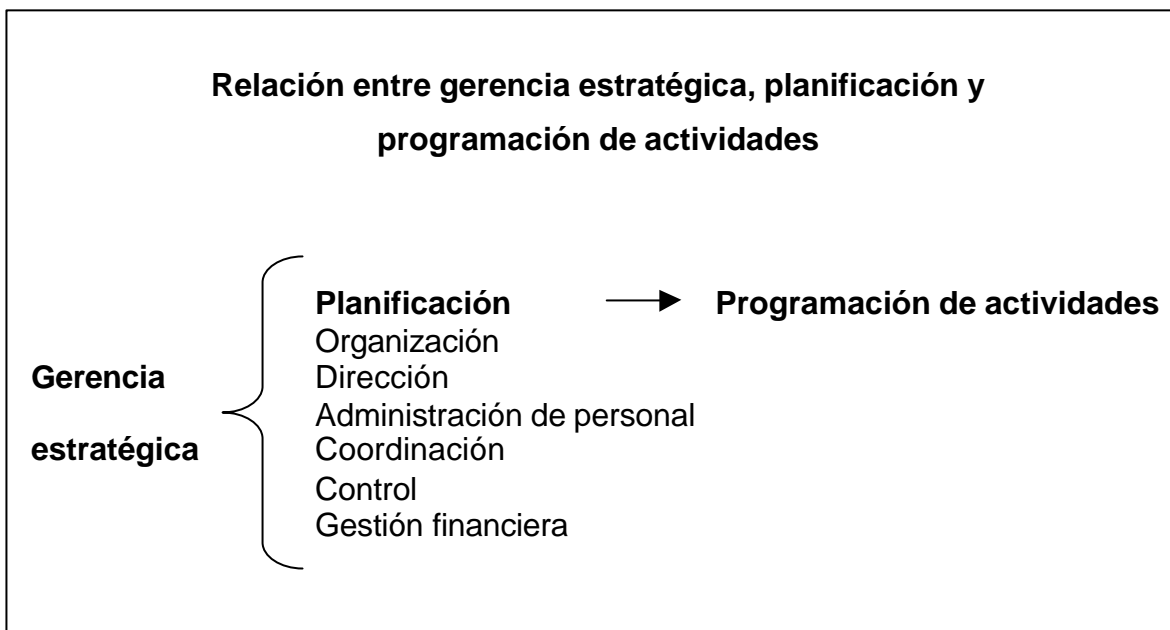 Relación entre gerencia estratégica, planificación y
programación de actividades
Planificación
Programación de actividades
Organización
Gerencia
Dirección
Administración de personal
estratégica
Coordinación
Control
Gestión financiera